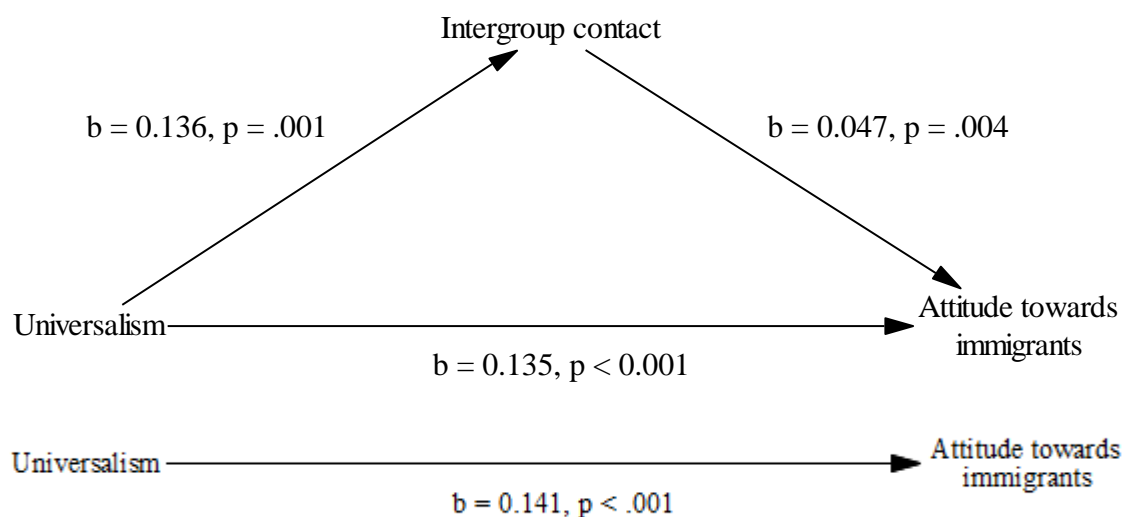 Intergroup contact
b = 0.136, p = .001
b = 0.047, p = .004
Universalism
Attitude towards
immigrants
b = 0.135, p < 0.001
Universalism
Attitude towards
immigrants
b = 0.141, p < .001